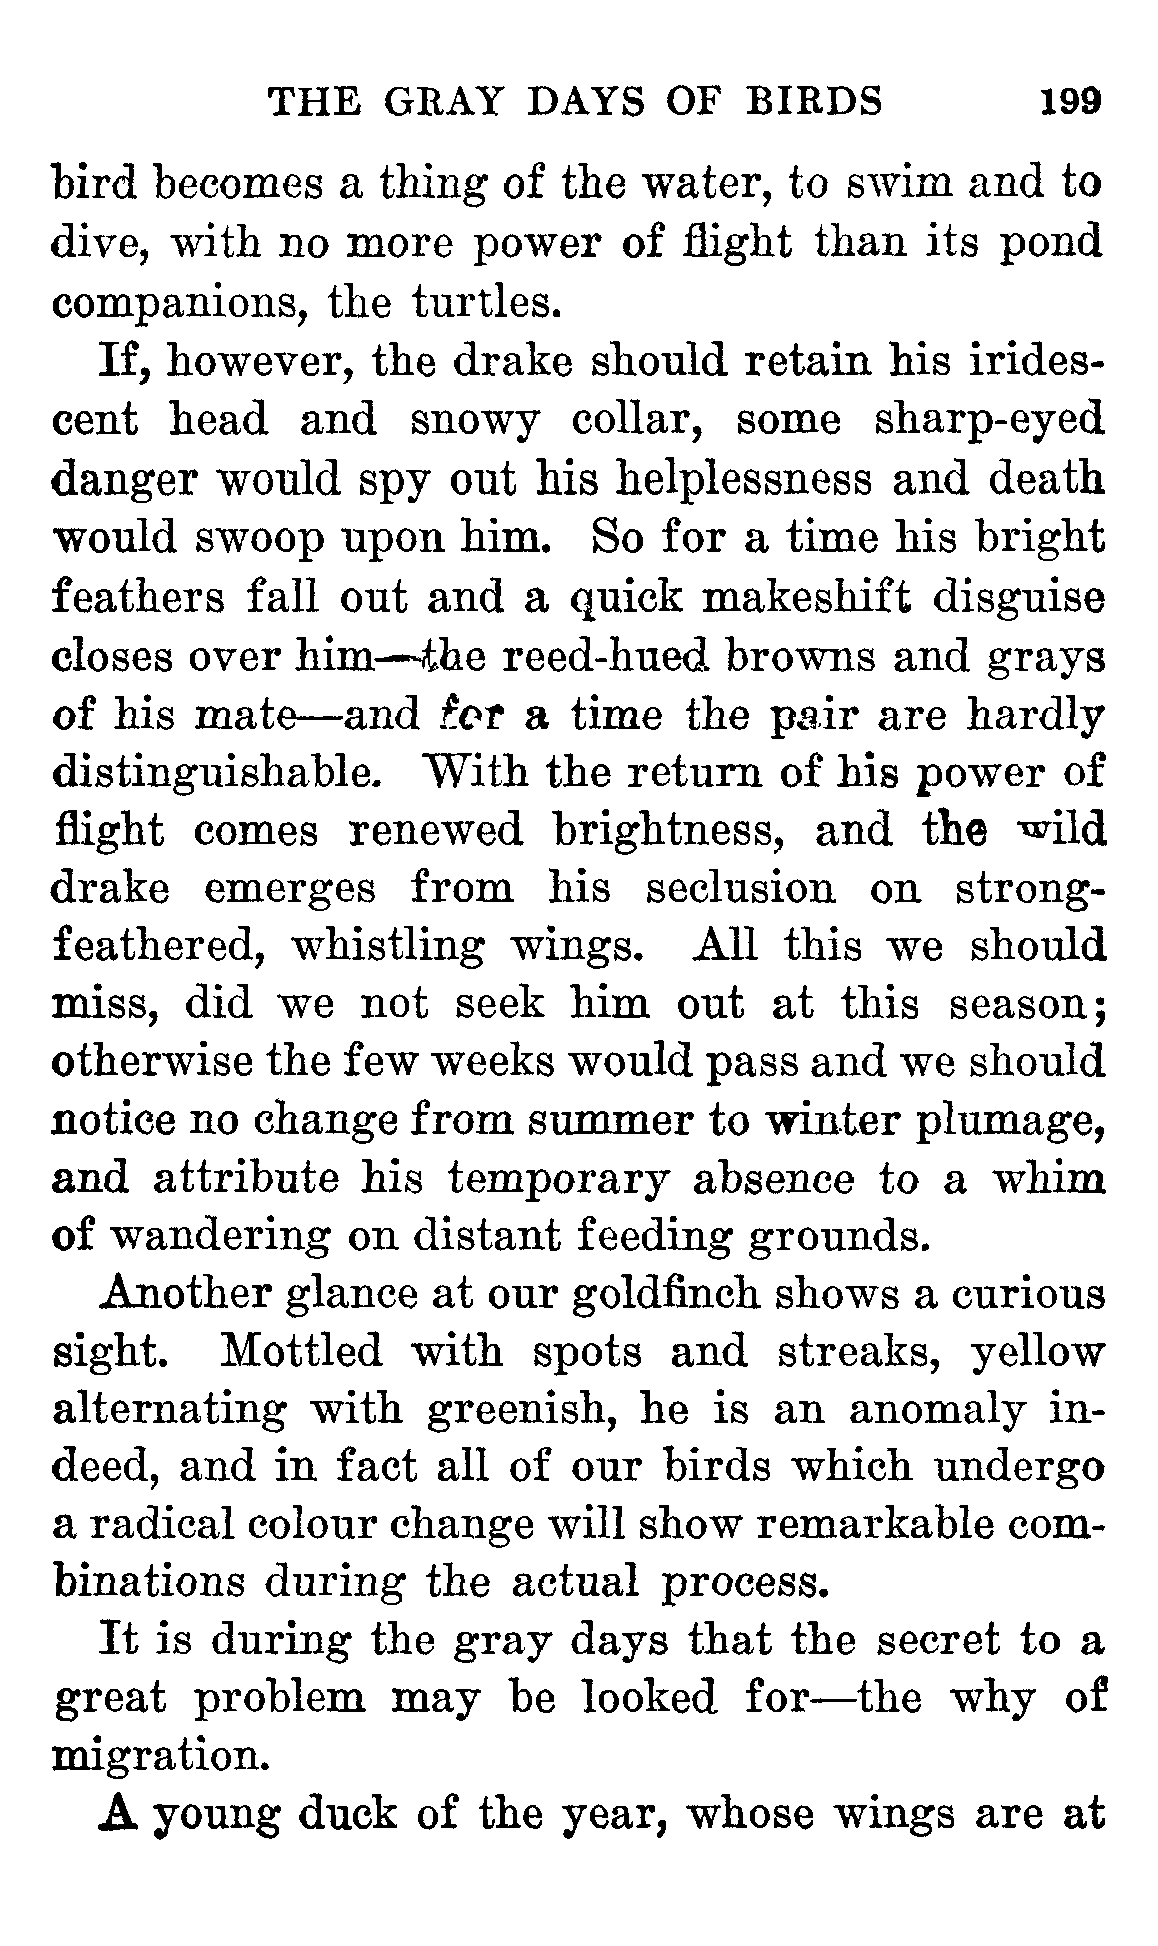 THE GRAY DAYS OF BIRDS 199
bird becomes a thing of the water, to swim and to
dive, with no more power of flight than its pond
companions, the turtles.
If, however, the drake should retain his irides-
cent head and snowy collar, some sharp-eyed
danger would spy out his helplessness and death
would swoop upon him. So for a time his bright
feathers fall out and a quick makeshift disguise
closes over him—the reed-hued browns and grays
of his mate—and for a time the pair are hardly
distinguishable. With the return of his power of
flight comes renewed brightness, and the wild
drake emerges from his seclusion on strong-
feathered, whistling wings. All this we should
miss, did we not seek him out at this season;
otherwise the few weeks would pass and we should
notice no change from summer to winter plumage,
and attribute his temporary absence to a whim
of wandering on distant feeding grounds.
Another glance at our goldfinch shows a curious
sight. Mottled with spots and streaks, yellow
alternating with greenish, he is an anomaly in-
deed, and in fact all of our birds which undergo
a radical colour change will show remarkable com-
binations during the actual process.
It is during the gray days that the secret to a
great problem may be looked for—the why of
migration.
A young duck of the year, whose wings are at